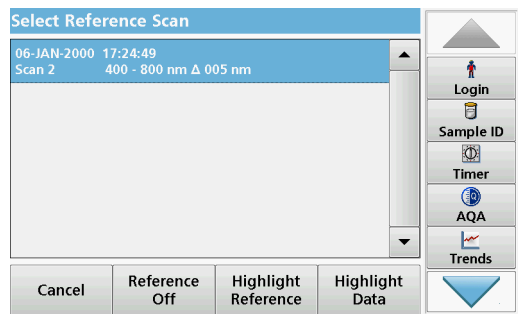 Select Reference Scan
06-JAN-2000 17:24:49
Scan 2 400 - 800 nm Δ 005 nm
Login
Sample ID
Timer
AQA
Trends
Cancel
Reference
Off
Highlight
Reference
Highlight
Data